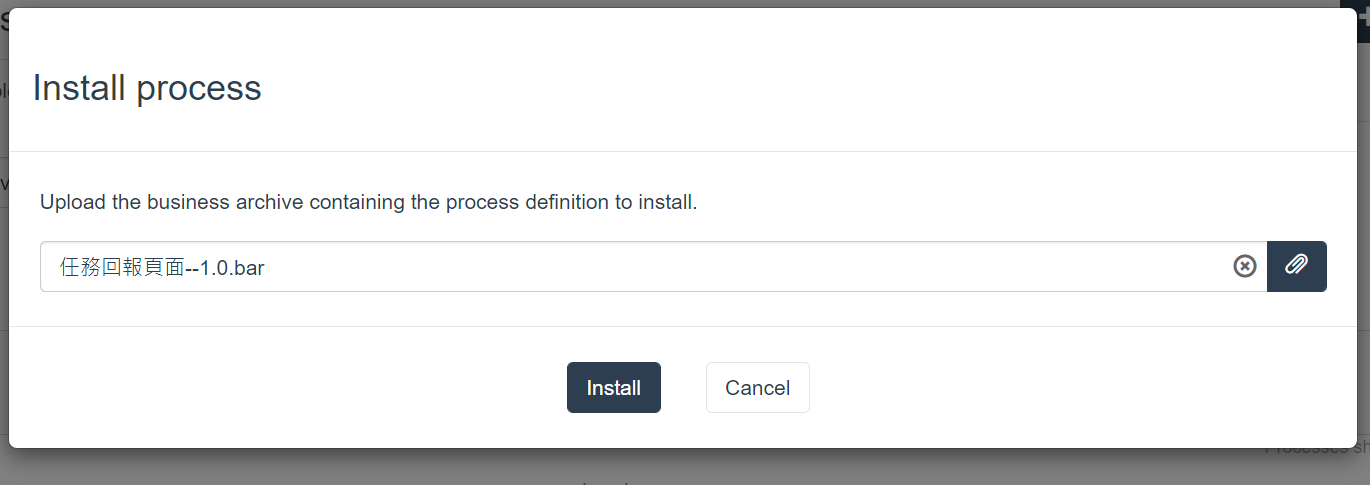 Install process
Upload the business archive containing the process definition to install.
任務回報頁面--1.0.bar
Install
Cancel